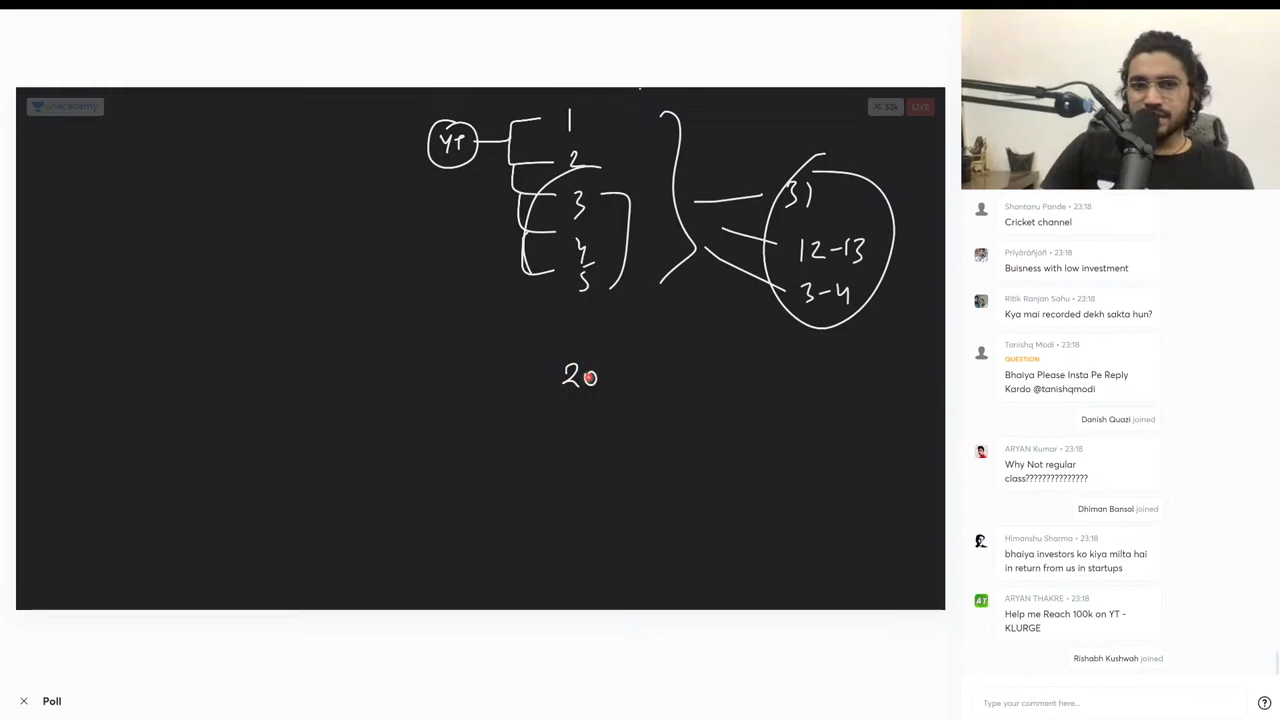 unacademy
53k
LIVE
YT
1
2
3
4
5
31
12-13
3-4
20
Shantanu Pande • 23:18
Cricket channel
Priyàrãñjañ • 23:18
Buisness with low investment
Ritik Ranjan Sahu • 23:18
Kya mai recorded dekh sakta hun?
Tanishq Modi • 23:18
QUESTION
Bhaiya Please Insta Pe Reply
Kardo @tanishqmodi
Danish Quazi joined
ARYAN Kumar • 23:18
Why Not regular
class???????????????
Dhiman Bansal joined
Himanshu Sharma • 23:18
bhaiya investors ko kiya milta hai
in return from us in startups
AT
ARYAN THAKRE • 23:18
Help me Reach 100k on YT -
KLURGE
Rishabh Kushwah joined
× Poll
Type your comment here...
?